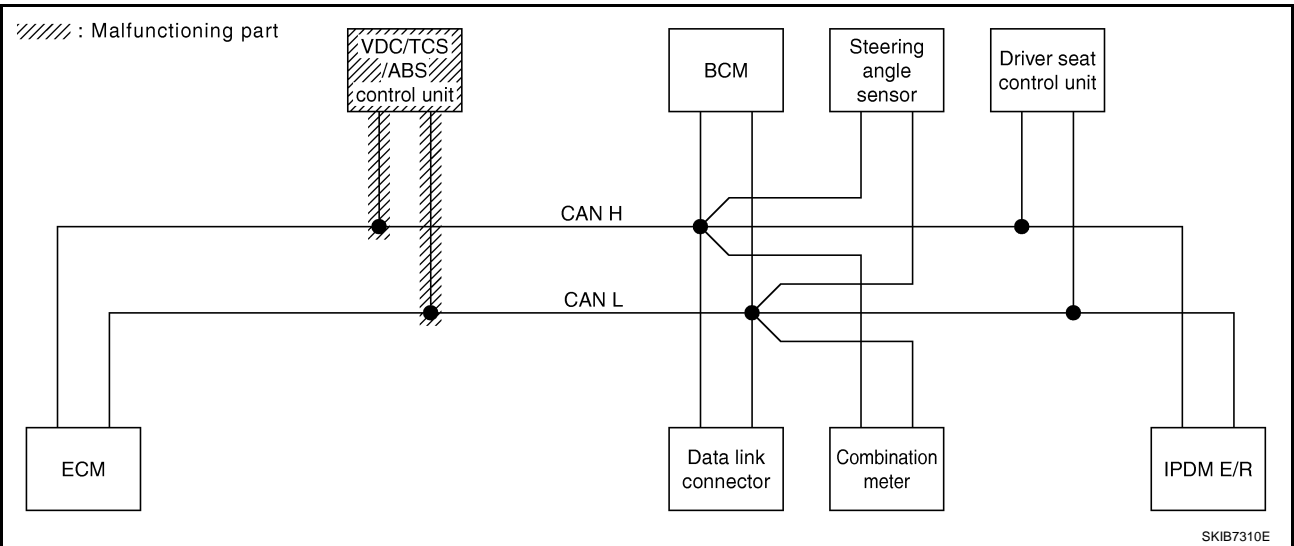 : Malfunctioning part
VDC/TCS
/ABS
control unit
BCM
Steering
angle
sensor
Driver seat
control unit
CAN H
CAN L
ECM
Data link
connector
Combination
meter
IPDM E/R
SKIB7310E